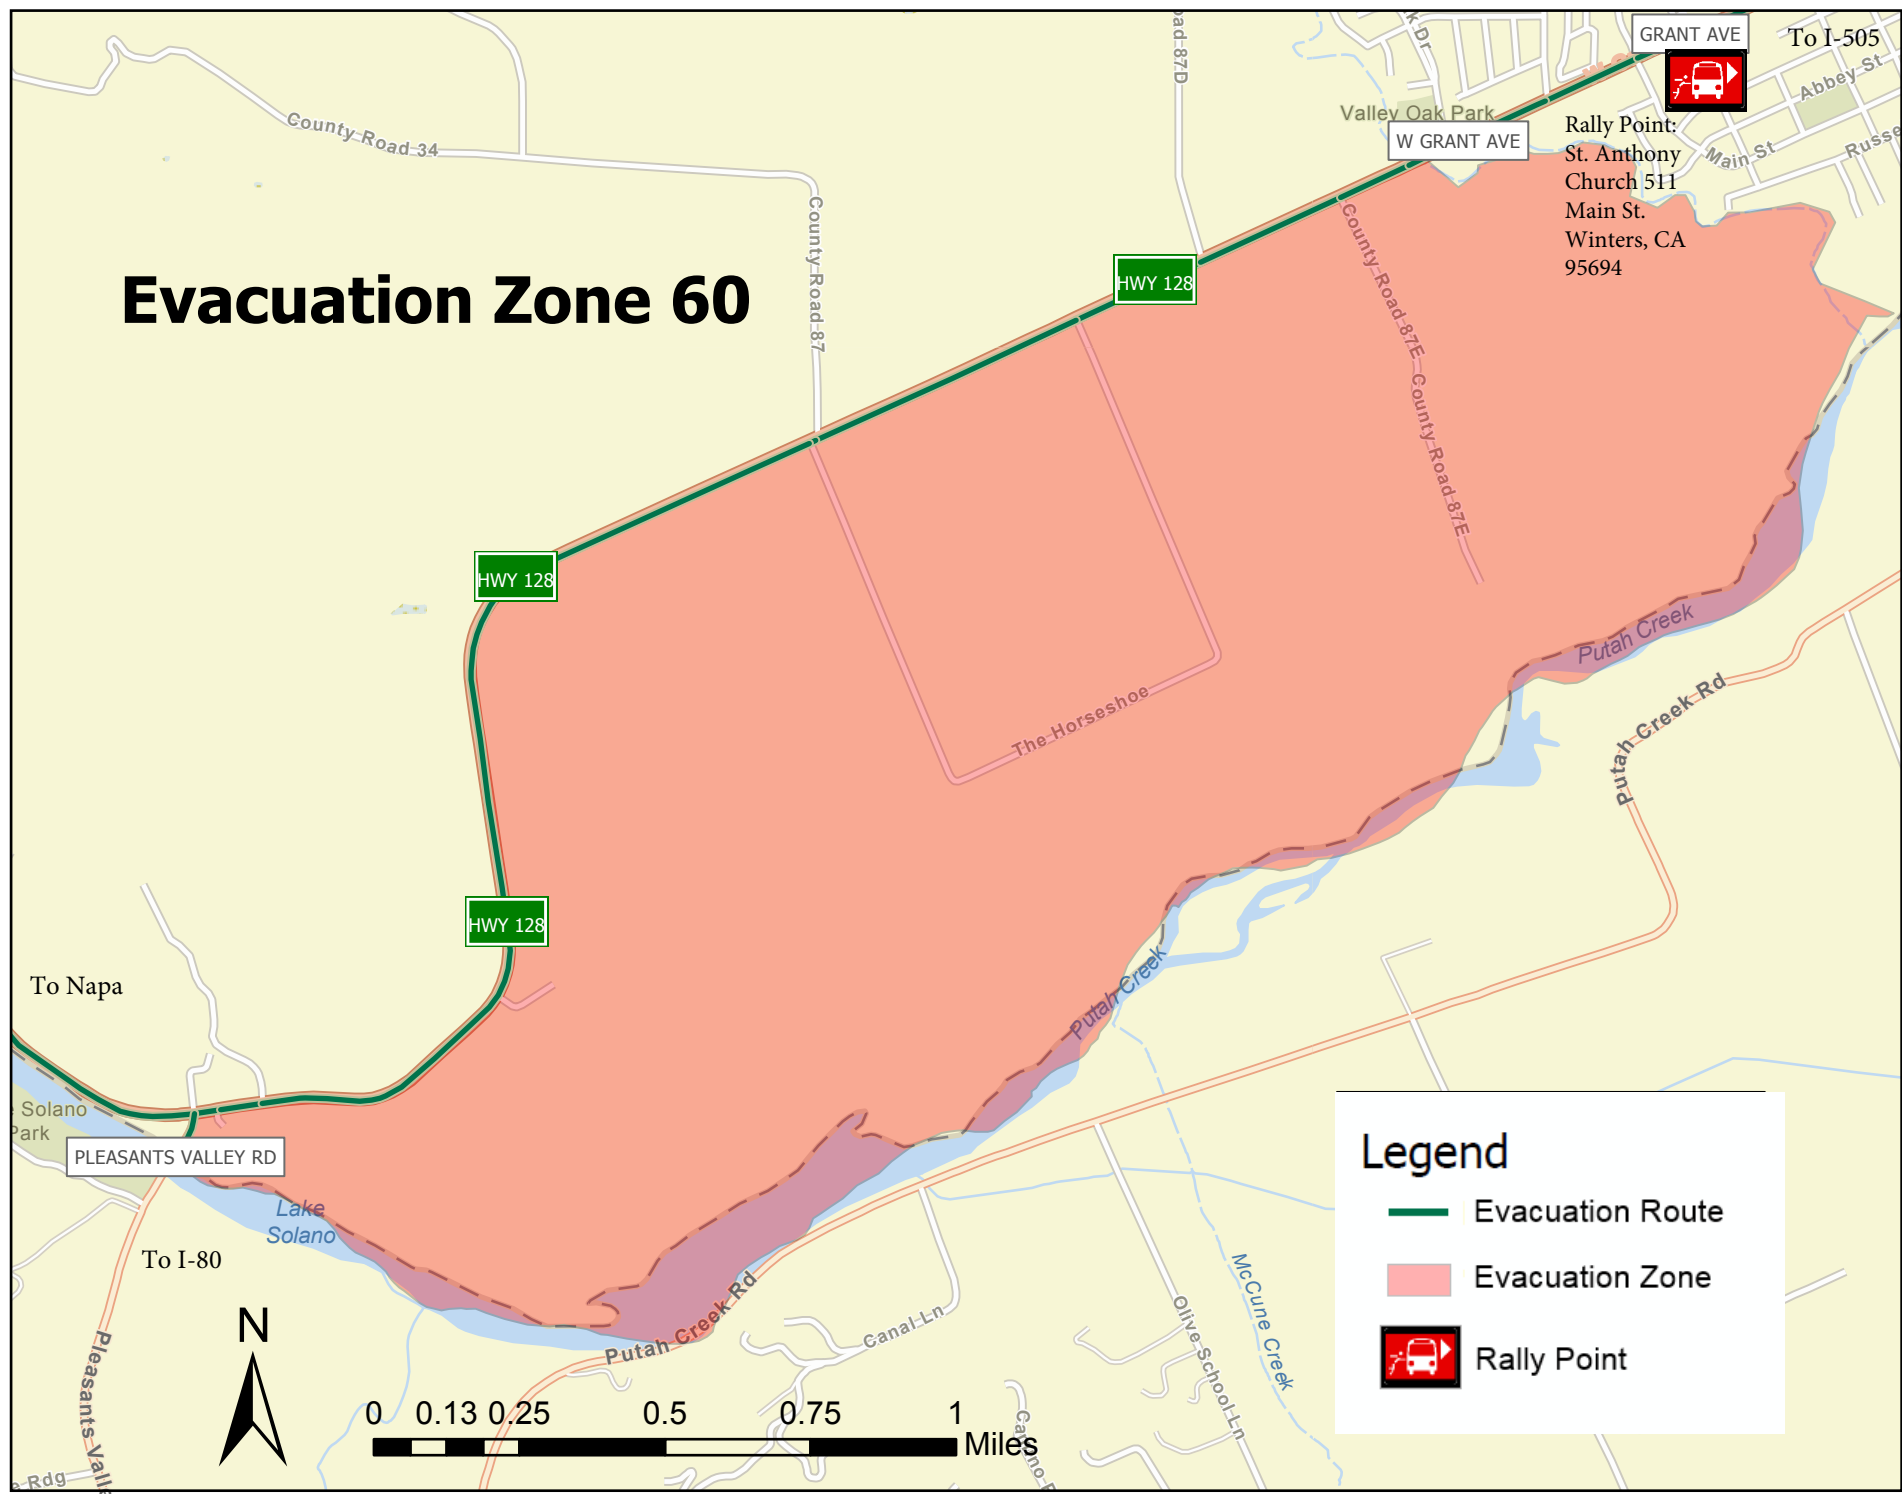 GRANT AVE
To I-505
Abbey St
Valley Oak Park
W GRANT AVE
Rally Point:
St. Anthony
Church 511
Main St.
Winters, CA
95694
Main St
County Road 34
County Road 87
Evacuation Zone 60
HWY 128
County Road 87E
County Road 87E
HWY 128
Putah Creek
Putah Creek Rd
The Horseshoe
HWY 128
Putah Creek
To Napa
Solano
Park
PLEASANTS VALLEY RD
Lake
Solano
To I-80
Putah Creek Rd
Canal Ln
Olive School Ln
McCune Creek
N
0 0.13 0.25 0.5 0.75 1
Miles
Legend
Evacuation Route
Evacuation Zone
Rally Point
Pleasants
Rdg